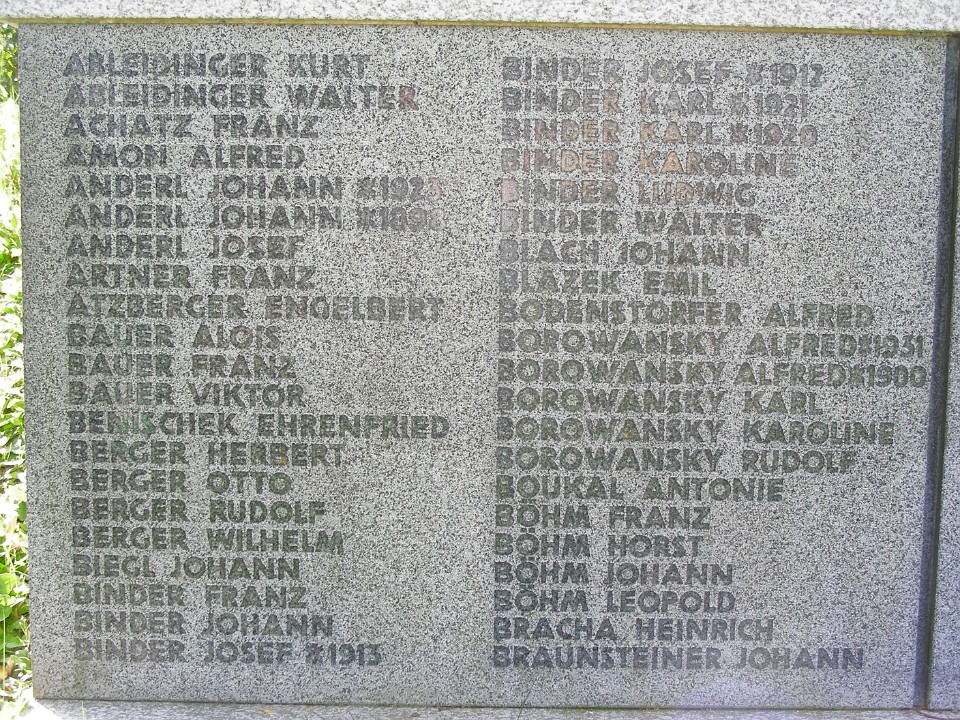 ABLEIDINGER KURT
ABLEIDINGER WALTER
ACHATZ FRANZ
AMON ALFRED
ANDERL JOHANN *1923
ANDERL JOHANN
ANDERL JOSEF
ARTNER FRANZ
ATZBERGER ENGELBERT
BAUER ALOIS
BAUER FRANZ
BAUER VIKTOR
BENISCHEK EHRENFRIED
BERGER HERBERT
BERGER OTTO
BERGER RUDOLF
BERGER WILHELM
BIEGL JOHANN
BINDER FRANZ
BINDER JOHANN
BINDER JOSEF *1913
BINDER JOSEF *1912
BINDER KARL *1921
BINDER KARL *1920
BINDER KAROLINE
BINDER LUDWIG
BINDER WALTER
BLACH JOHANN
BLAZEK EMIL
BODENSTORFER ALFRED
BOROWANSKY ALFRED*1931
BOROWANSKY ALFRED*1900
BOROWANSKY KARL
BOROWANSKY KAROLINE
BOROWANSKY RUDOLF
BOUKAL ANTONIE
BÖHM FRANZ
BÖHM HORST
BÖHM JOHANN
BÖHM LEOPOLD
BRACHA HEINRICH
BRAUNSTEINER JOHANN